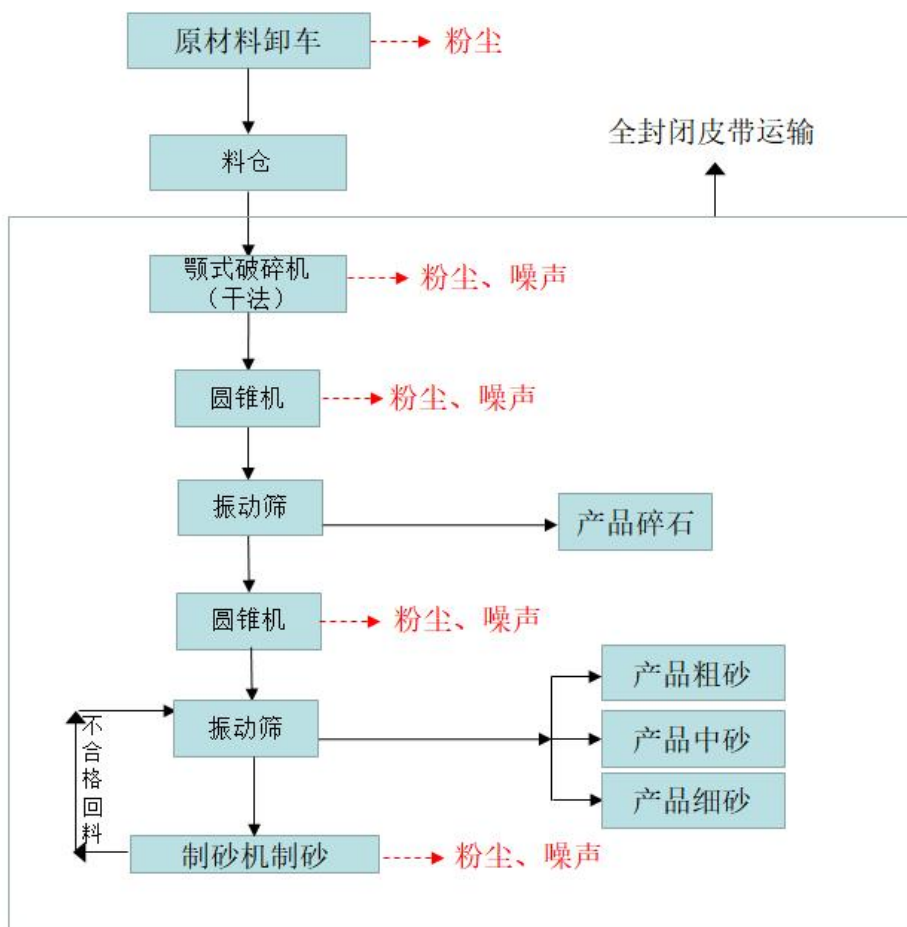 原材料卸车
粉尘
全封闭皮带运输
料仓
颚式破碎机
（干法）
粉尘、噪声
圆锥机
粉尘、噪声
振动筛
产品碎石
圆锥机
粉尘、噪声
产品粗砂
振动筛
产品中砂
不合格回料
产品细砂
制砂机制砂
粉尘、噪声